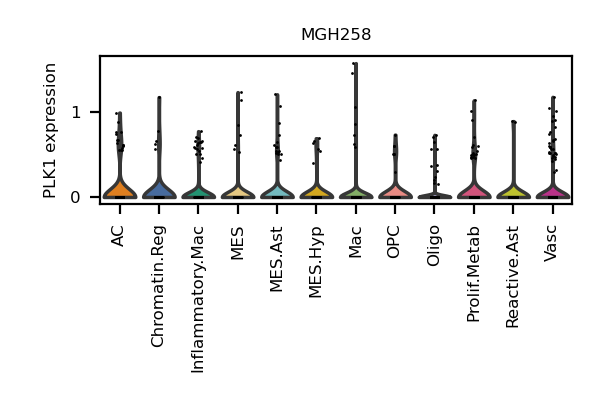 MGH258
PLK1 expression
1
0
AC
Chromatin.Reg
Inflammatory.Mac
MES
MES.Ast
MES.Hyp
Mac
OPC
Oligo
Prolif.Metab
Reactive.Ast
Vasc